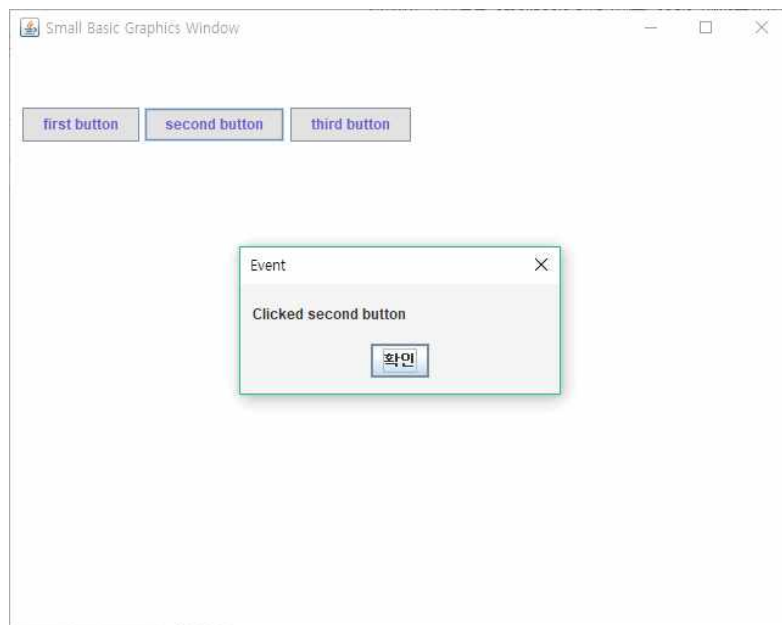 Small Basic Graphics Window
first button second button third button
Event
Clicked second button
확인